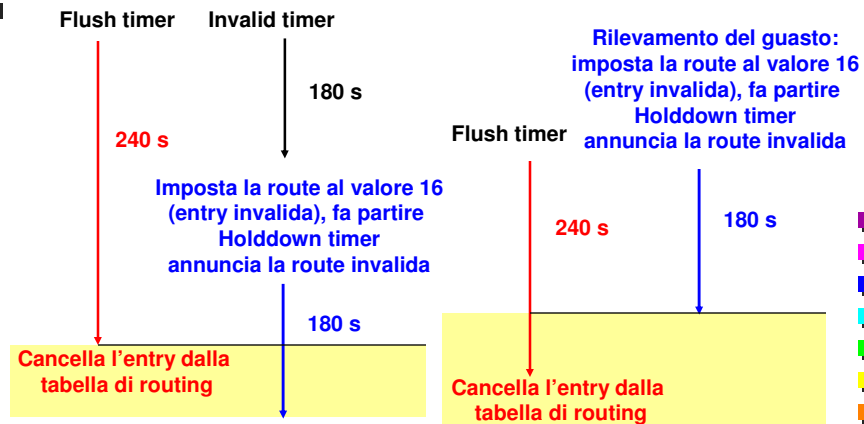 Flush timer
Invalid timer
180 s
240 s
Imposta la route al valore 16
(entry invalida), fa partire
Holddown timer
annuncia la route invalida
180 s
Cancella l'entry dalla
tabella di routing
Rilevamento del guasto:
imposta la route al valore 16
(entry invalida), fa partire
Holddown timer
annuncia la route invalida
Flush timer
240 s
180 s
Cancella l'entry dalla
tabella di routing